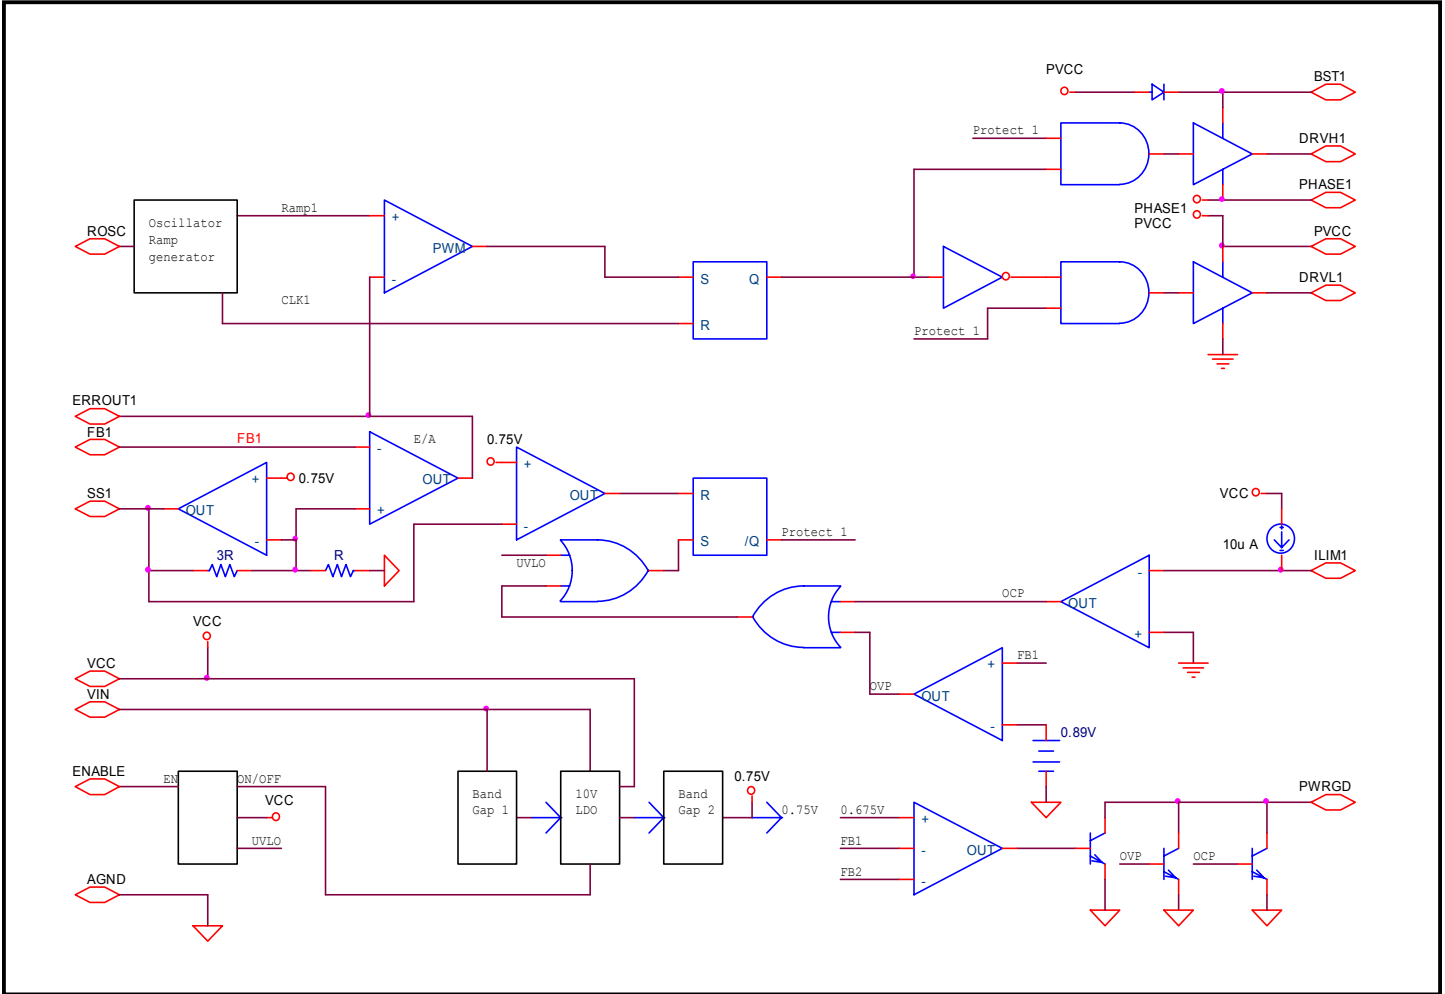 PVCC
BST1
Protect 1
DRVH1
PHASE1
PHASE1
PVCC
PVCC
DRVL1
Protect 1
ROSC
Oscillator
Ramp
generator
Ramp1
CLK1
+
-
PWM
S
Q
R
ERROUT1
FB1
FB1
E/A
-
+
OUT
SS1
OUT
+
-
0.75V
3R
R
0.75V
+
-
OUT
R
S
/Q
Protect 1
UVLO
VCC
10u A
ILIM1
OCP
OUT
-
+
FB1
OVP
OUT
+
-
0.89V
VCC
VCC
VIN
ENABLE
EN
ON/OFF
VCC
UVLO
AGND
Band
Gap 1
10V
LDO
Band
Gap 2
0.75V
0.75V
0.675V
FB1
FB2
+
-
-
OUT
OVP
OCP
PWRGD